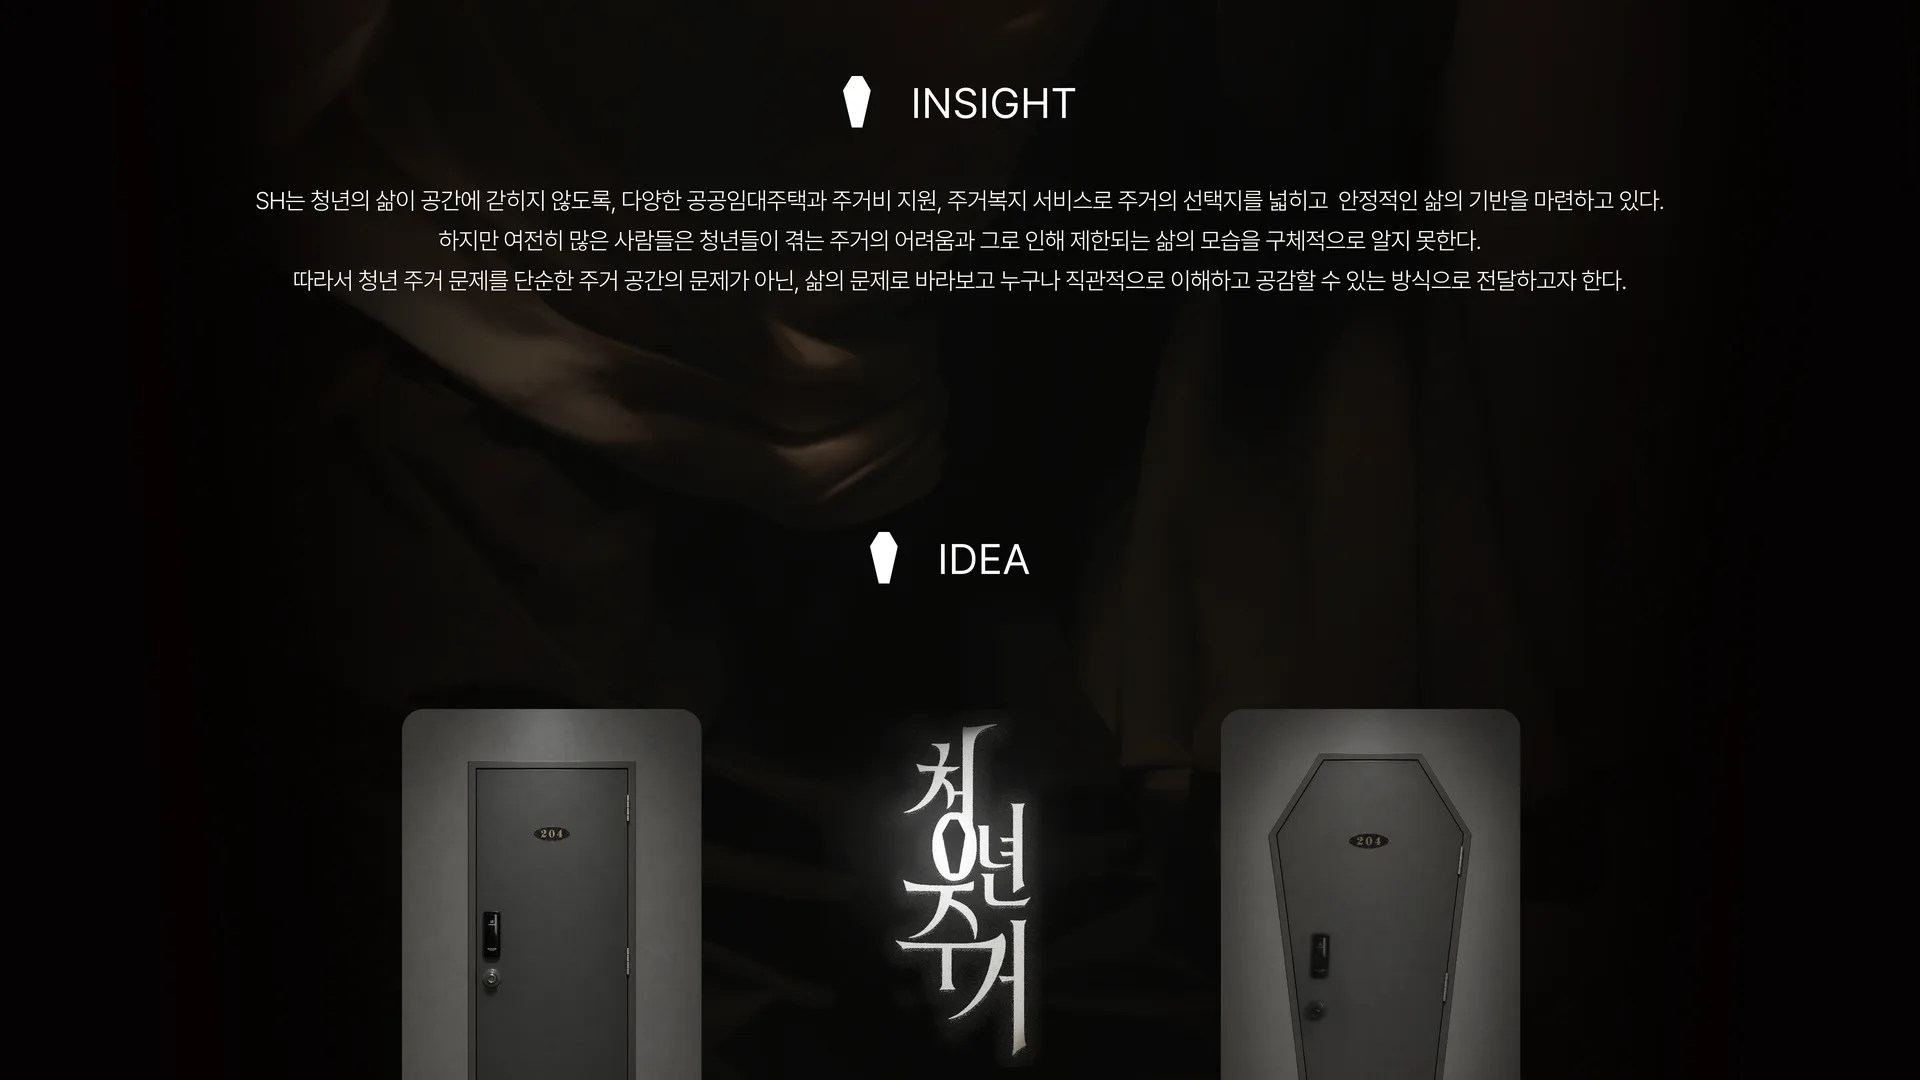 INSIGHT
SH는 청년의 삶이 공간에 갇히지 않도록, 다양한 공공임대주택과 주거비 지원, 주거복지 서비스로 주거의 선택지를 넓히고 안정적인 삶의 기반을 마련하고 있다.
하지만 여전히 많은 사람들은 청년들이 겪는 주거의 어려움과 그로 인해 제한되는 삶의 모습을 구체적으로 알지 못한다.
따라서 청년 주거 문제를 단순한 주거 공간의 문제가 아닌, 삶의 문제로 바라보고 누구나 직관적으로 이해하고 공감할 수 있는 방식으로 전달하고자 한다.
IDEA
204
청년
주거
204